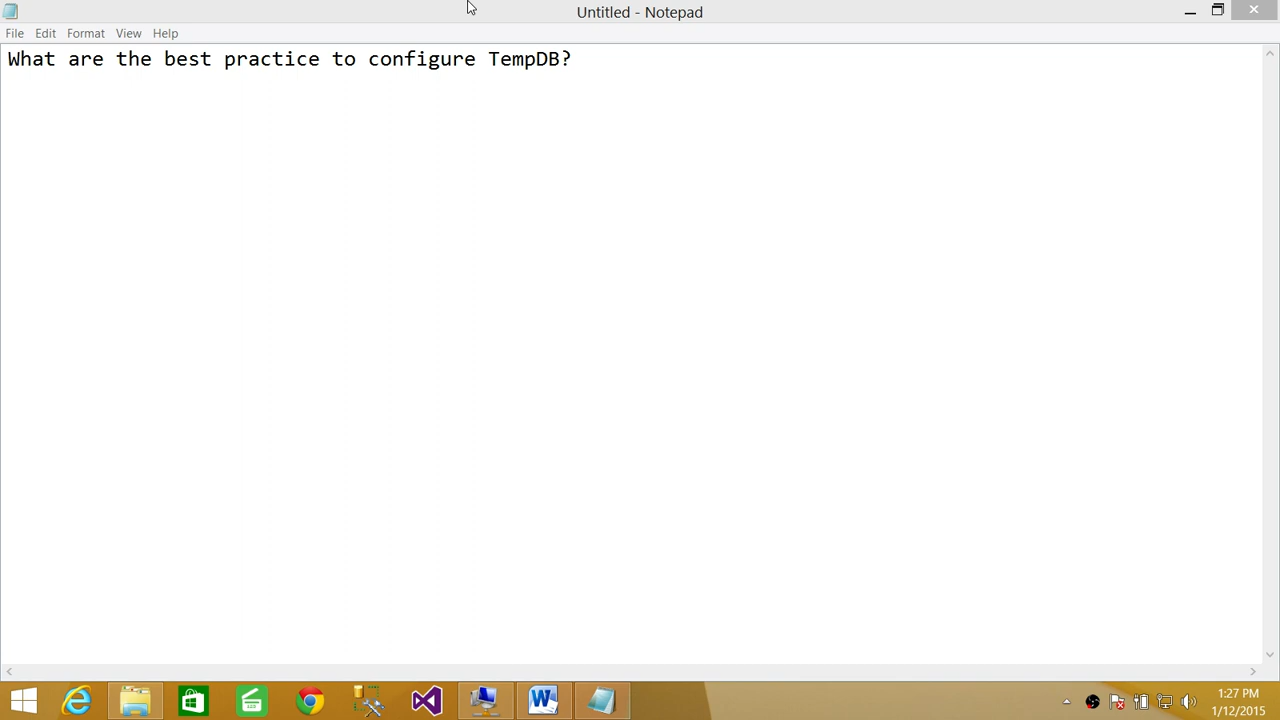 Untitled - Notepad
File Edit Format View Help
What are the best practice to configure TempDB?
1:27 PM
1/12/2015